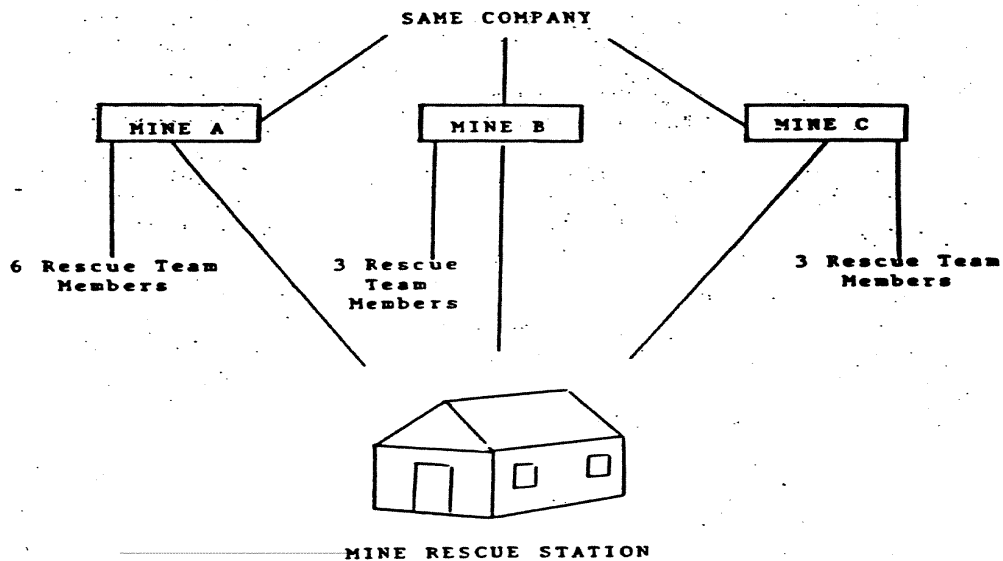 SAME COMPANY
MINE A
MINE B
MINE C
6 Rescue Team
Members
3 Rescue
Team
Members
3 Rescue Team
Members
MINE RESCUE STATION